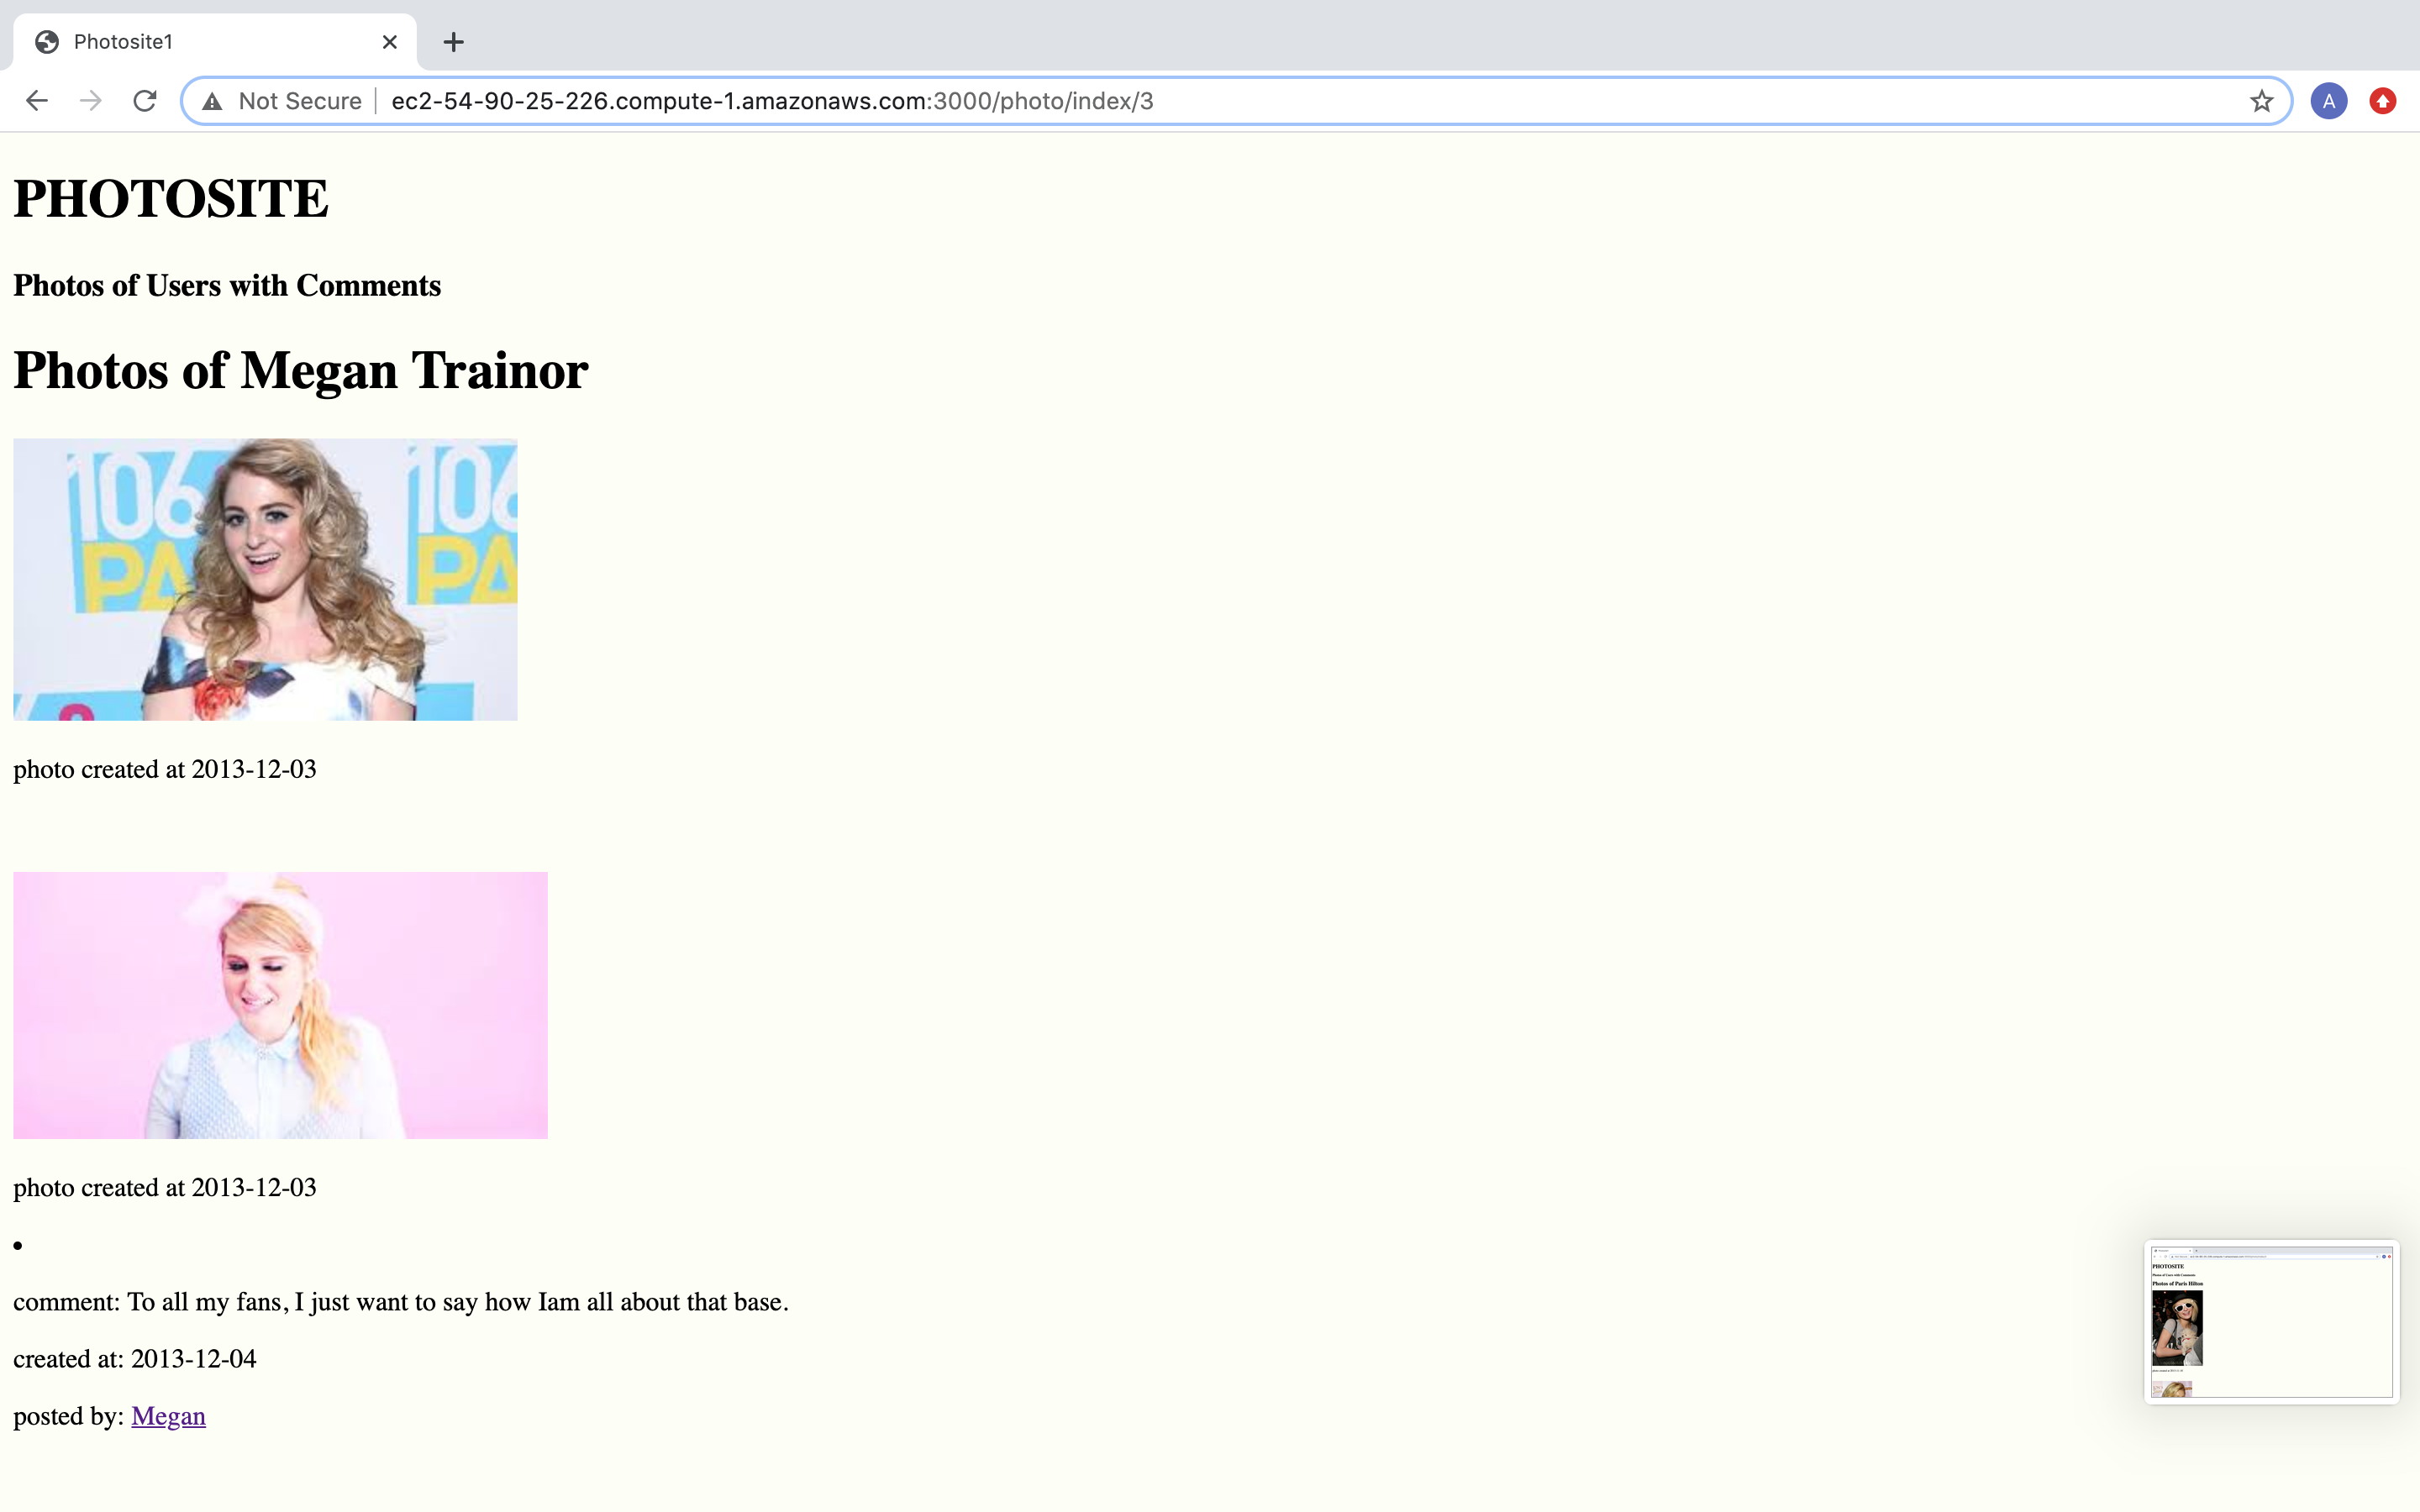 Photosite1
Not Secure
ec2-54-90-25-226.compute-1.amazonaws.com:3000/photo/index/3
A
PHOTOSITE
Photos of Users with Comments
Photos of Megan Trainor
106 106
PA PA
photo created at 2013-12-03
photo created at 2013-12-03
comment: To all my fans, I just want to say how Iam all about that base.
created at: 2013-12-04
posted by: Megan
PHOTOSITE
Photos of Users with Comments
Photos of Paris Hilton